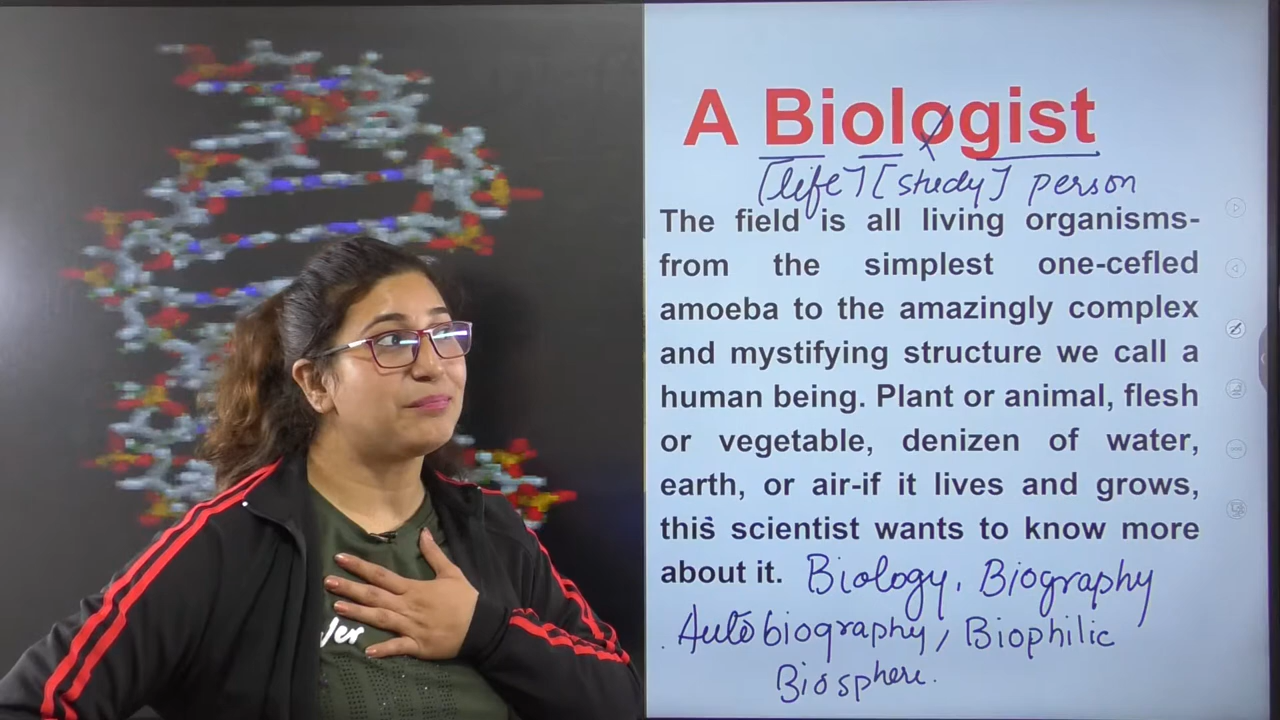 A Biologist
[life] [study] person
The field is all living organisms-
from the simplest one-cefled
amoeba to the amazingly complex
and mystifying structure we call a
human being. Plant or animal, flesh
or vegetable, denizen of water,
earth, or air-if it lives and grows,
this scientist wants to know more
about it. Biology, Biography
Autobiography, Biophilic
Biosphere.